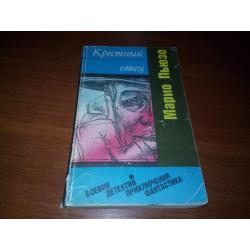 Крестный
отец
Марио Пьюзо
БОЕВИК
ДЕТЕКТИВ
ПРИКЛЮЧЕНИЯ
ФАНТАСТИКА